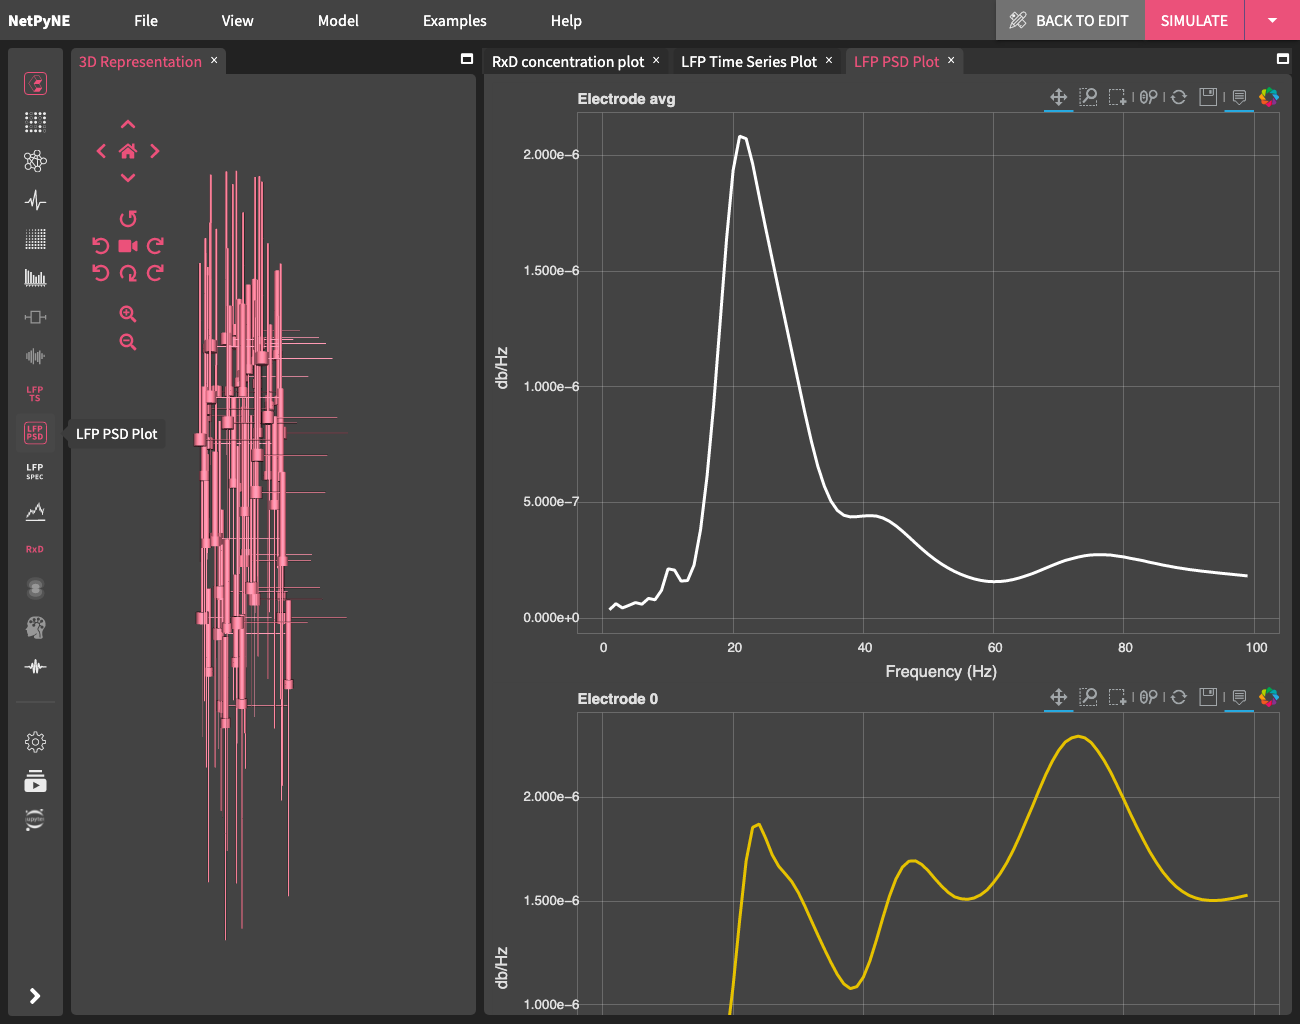 NetPyNE File View Model Examples Help BACK TO EDIT SIMULATE
3D Representation × RxD concentration plot × LFP Time Series Plot × LFP PSD Plot ×
LFP
TS
LFP
PSD
LFP PSD Plot
LFP
SPEC
RxD
jupyter
Electrode avg
2.000e−6
1.500e−6
1.000e−6
5.000e−7
0.000e+0
db/Hz
0 20 40 60 80 100
Frequency (Hz)
Electrode 0
2.000e−6
1.500e−6
1.000e−6
db/Hz